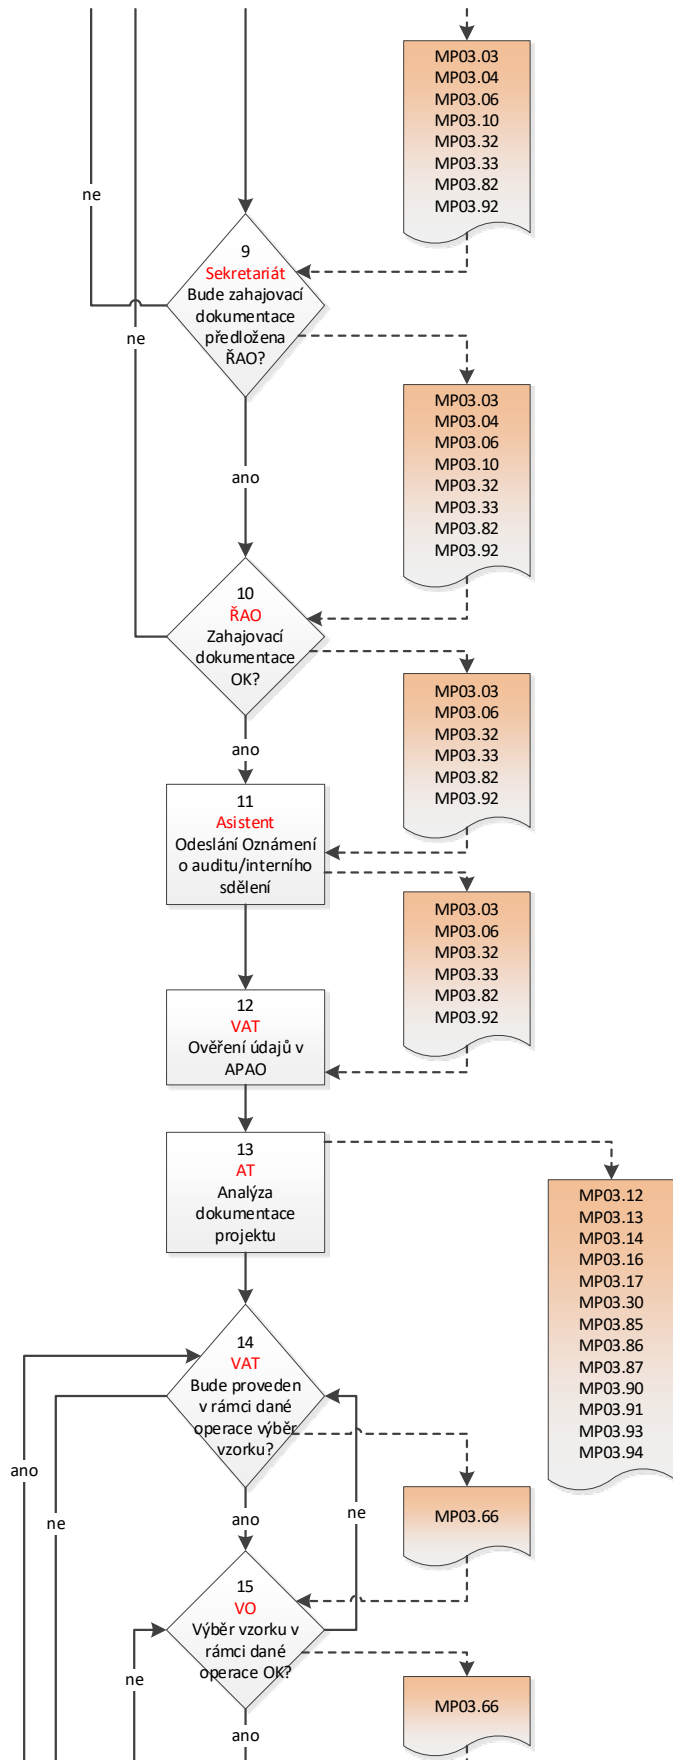 MP03.03
MP03.04
MP03.06
MP03.10
MP03.32
MP03.33
MP03.82
MP03.92
ne
9
Sekretariát
Bude zahajovací
dokumentace
předložena
ŘAO?
ne
MP03.03
MP03.04
MP03.06
MP03.10
MP03.32
MP03.33
MP03.82
MP03.92
ano
10
ŘAO
Zahajovací
dokumentace
OK?
MP03.03
MP03.06
MP03.32
MP03.33
MP03.82
MP03.92
ano
11
Asistent
Odeslání Oznámení
o auditu/interního
sdělení
MP03.03
MP03.06
MP03.32
MP03.33
MP03.82
MP03.92
12
VAT
Ověření údajů v
APAO
13
AT
Analýza
dokumentace
projektu
MP03.12
MP03.13
MP03.14
MP03.16
MP03.17
MP03.30
MP03.85
MP03.86
MP03.87
MP03.90
MP03.91
MP03.93
MP03.94
14
VAT
Bude proveden
v rámci dané
operace výběr
vzorku?
ano
ne
ano
ne
MP03.66
15
VO
Výběr vzorku v
rámci dané
operace OK?
ne
MP03.66
ano